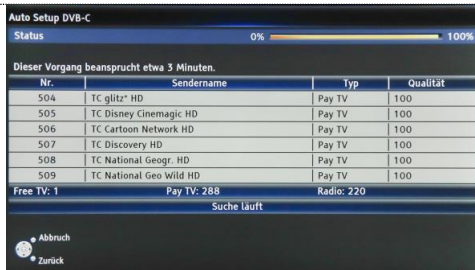 Auto Setup DVB-C
Status 0% 100%
Dieser Vorgang beansprucht etwa 3 Minuten.
Nr. Sendername Typ Qualität
504 TC glitz* HD Pay TV 100
505 TC Disney Cinemagic HD Pay TV 100
506 TC Cartoon Network HD Pay TV 100
507 TC Discovery HD Pay TV 100
508 TC National Geogr. HD Pay TV 100
509 TC National Geo Wild HD Pay TV 100
Free TV: 1 Pay TV: 288 Radio: 220
Suche läuft
Abbruch
Zurück